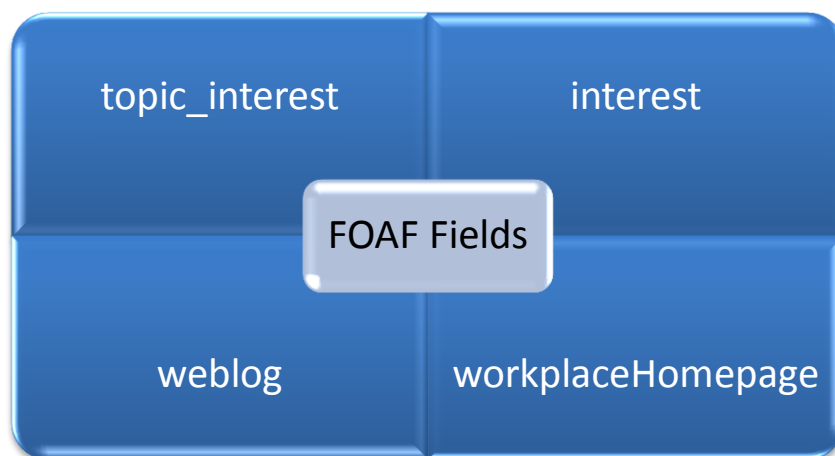 topic_interest
interest
FOAF Fields
weblog
workplaceHomepage